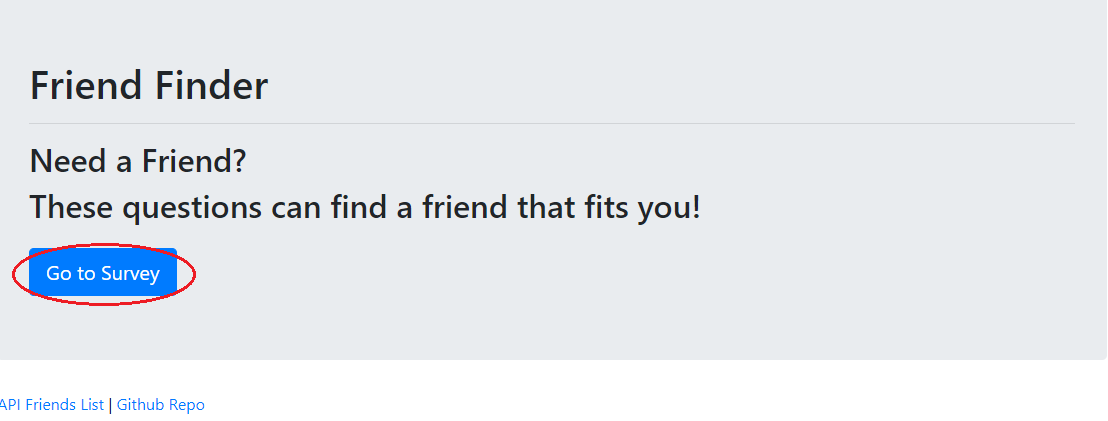 Friend Finder
Need a Friend?
These questions can find a friend that fits you!
Go to Survey
API Friends List | Github Repo